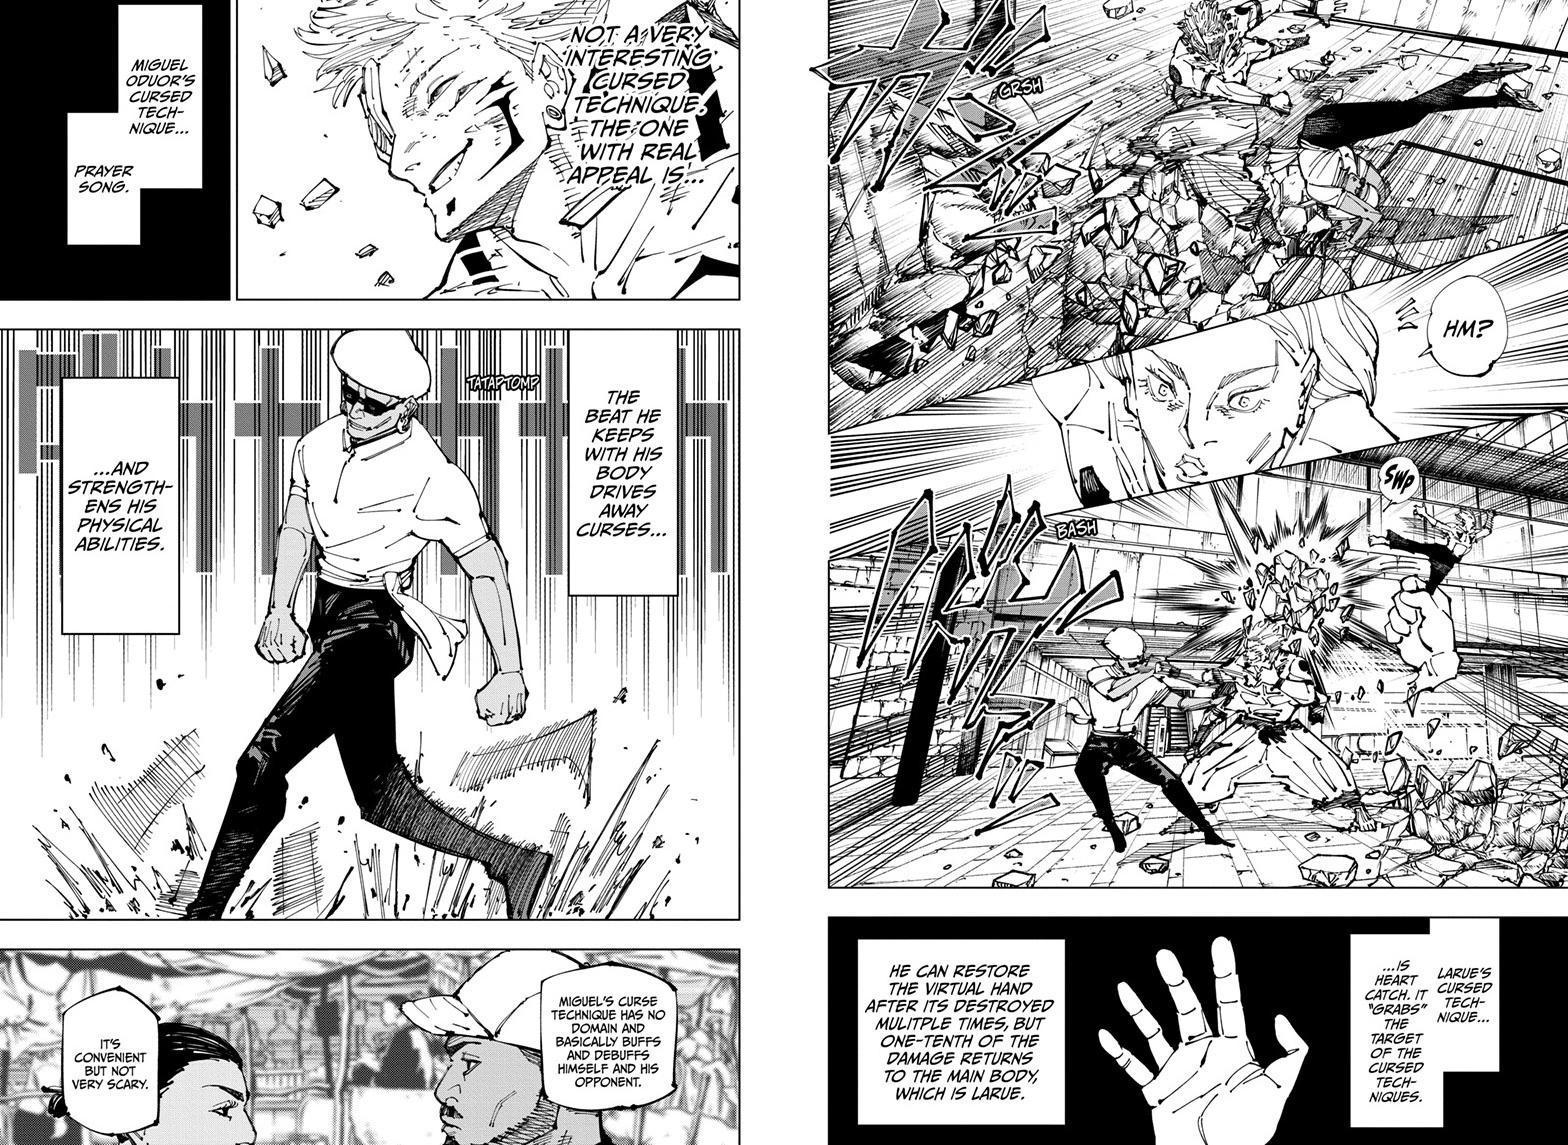 GRSH
HM?
SWP
BASH
LARUE'S
CURSED
TECH-
NIQUE...
...IS
HEART
CATCH. IT
"GRABS"
THE
TARGET
OF THE
CURSED
TECH-
NIQUES.
HE CAN RESTORE
THE VIRTUAL HAND
AFTER ITS DESTROYED
MULITPLE TIMES, BUT
ONE-TENTH OF THE
DAMAGE RETURNS
TO THE MAIN BODY,
WHICH IS LARUE.
NOT A VERY
INTERESTING
CURSED
TECHNIQUE.
THE ONE
WITH REAL
APPEAL IS...
MIGUEL
ODUOR'S
CURSED
TECH-
NIQUE...
PRAYER
SONG.
THE
BEAT HE
KEEPS
WITH HIS
BODY
DRIVES
AWAY
CURSES...
TATAPTOMP
...AND
STRENGTH-
ENS HIS
PHYSICAL
ABILITIES.
MIGUEL'S CURSE
TECHNIQUE HAS NO
DOMAIN AND
BASICALLY BUFFS
AND DEBUFFS
HIMSELF AND HIS
OPPONENT.
IT'S
CONVENIENT
BUT NOT
VERY SCARY.